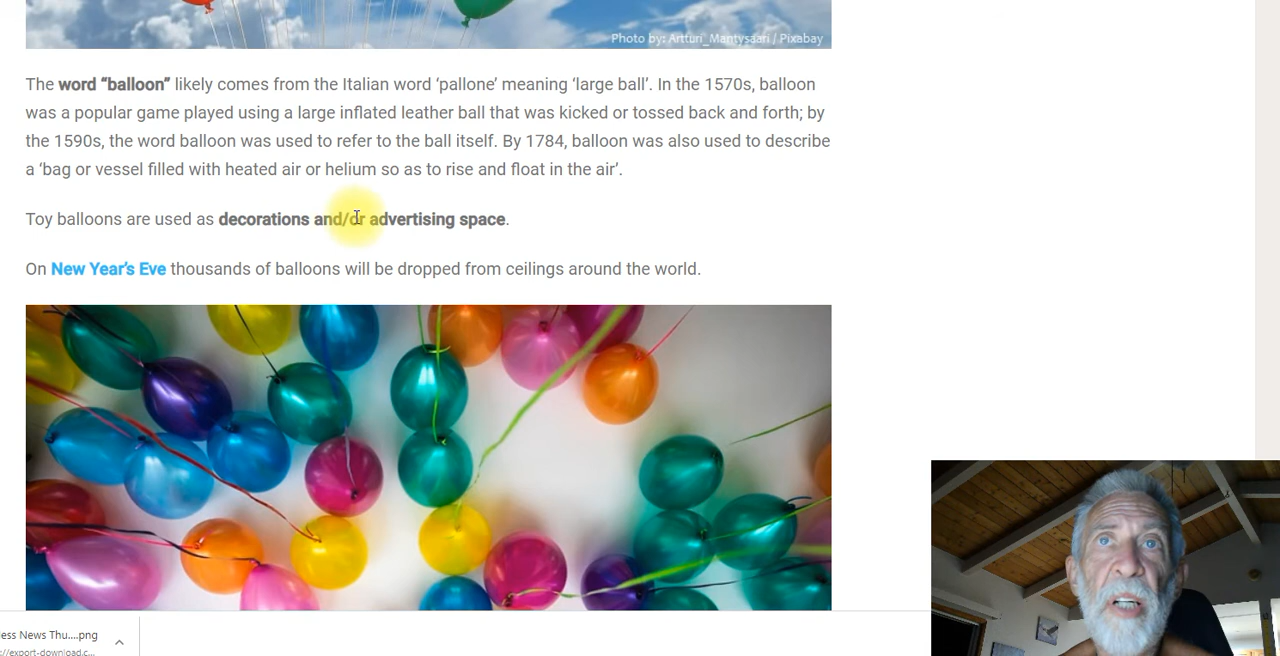 Photo by: Artturi_Mantysaari / Pixabay
The word “balloon” likely comes from the Italian word ‘pallone’ meaning ‘large ball’. In the 1570s, balloon
was a popular game played using a large inflated leather ball that was kicked or tossed back and forth; by
the 1590s, the word balloon was used to refer to the ball itself. By 1784, balloon was also used to describe
a ‘bag or vessel filled with heated air or helium so as to rise and float in the air’.
Toy balloons are used as decorations and/or advertising space.
On New Year’s Eve thousands of balloons will be dropped from ceilings around the world.
ess News Thu....png
://export-download.c...